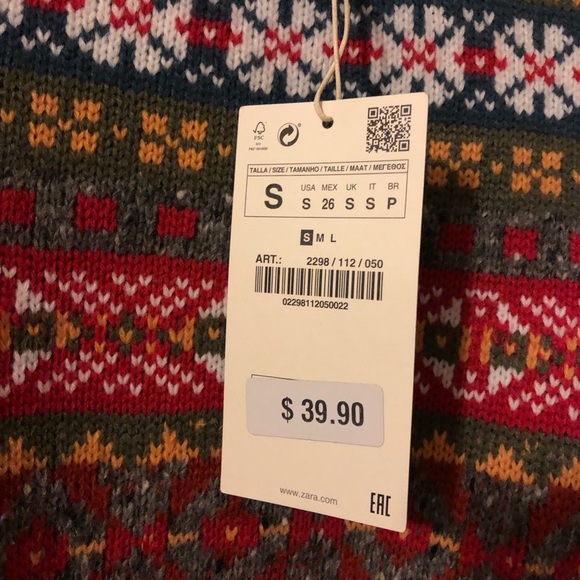 FSC
TALLA / SIZE / TAMANHO / TAILLE / MAAT / ΜΕΓΕΘΟΣ
S
USA MEX UK IT BR
S 26 S S P
S M L
ART.: 2298 / 112 / 050
02298112050022
$ 39.90
www.zara.com
EAC